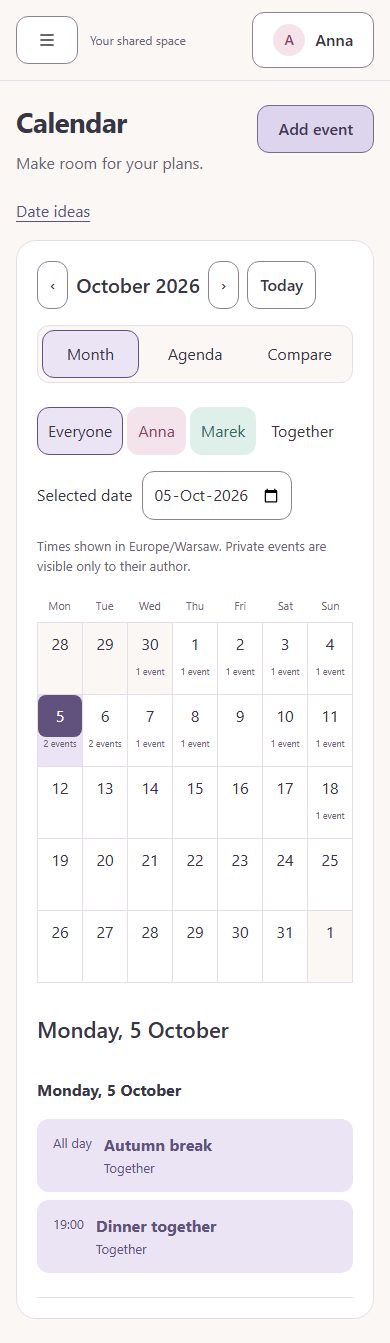 Your shared space
A Anna
Calendar
Add event
Make room for your plans.
Date ideas
‹ October 2026 › Today
Month Agenda Compare
Everyone Anna Marek Together
Selected date 05-Oct-2026
Times shown in Europe/Warsaw. Private events are
visible only to their author.
Mon Tue Wed Thu Fri Sat Sun
28 29 30 1 2 3 4
1 event 1 event 1 event 1 event 1 event
5 6 7 8 9 10 11
2 events 2 events 1 event 1 event 1 event 1 event
12 13 14 15 16 17 18
1 event
19 20 21 22 23 24 25
26 27 28 29 30 31 1
Monday, 5 October
Monday, 5 October
All day Autumn break
Together
19:00 Dinner together
Together